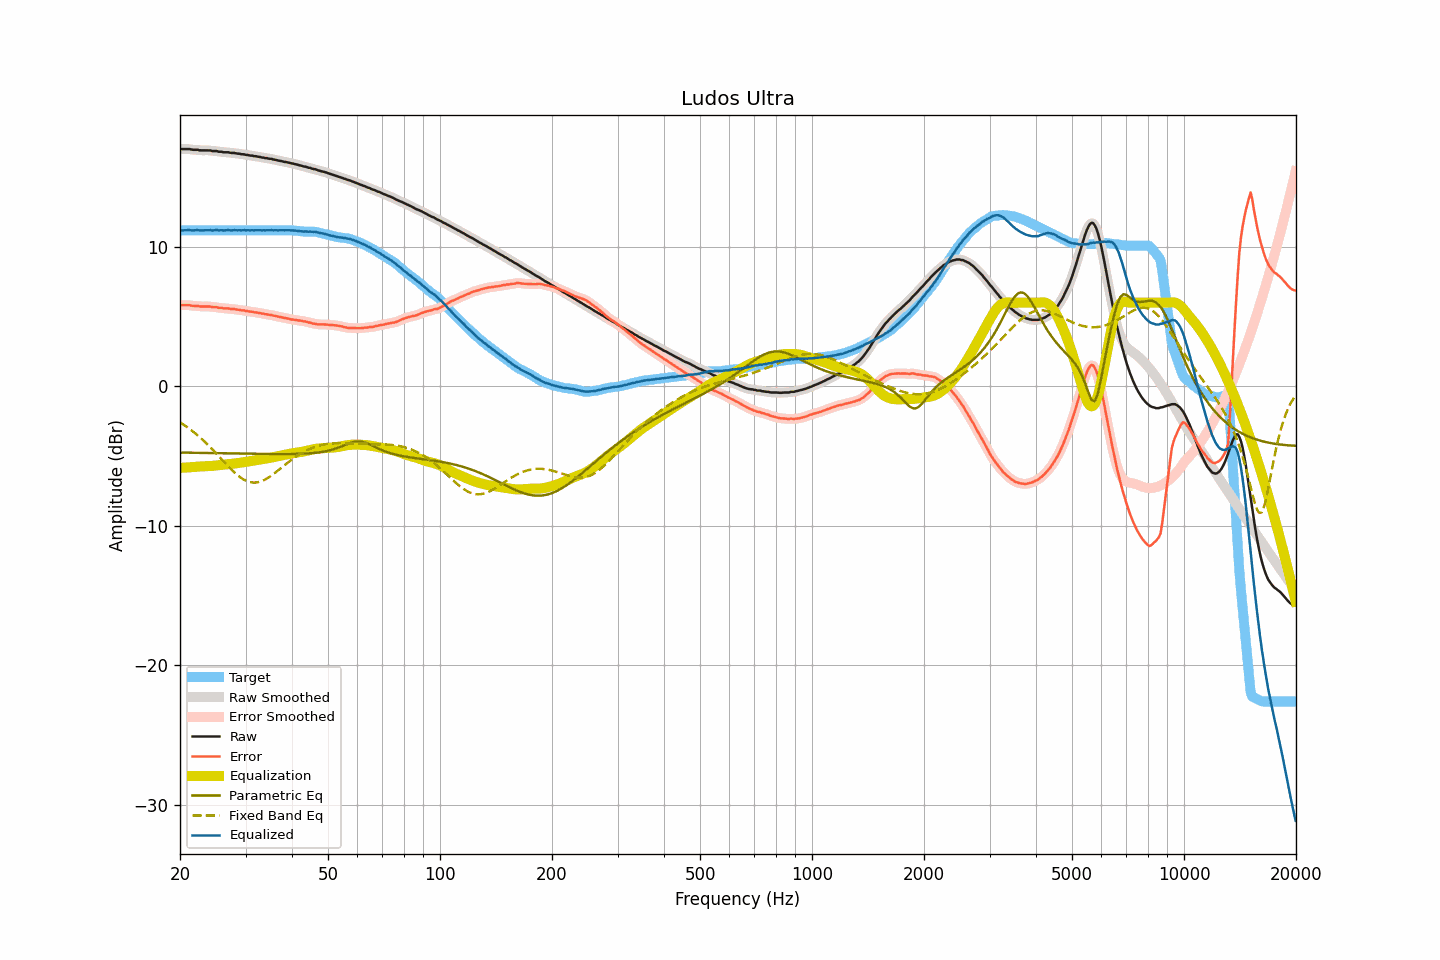 Ludos Ultra
Amplitude (dBr)
10
0
−10
−20
−30
Target
Raw Smoothed
Error Smoothed
Raw
Error
Equalization
Parametric Eq
Fixed Band Eq
Equalized
20 50 100 200 500 1000 2000 5000 10000 20000
Frequency (Hz)